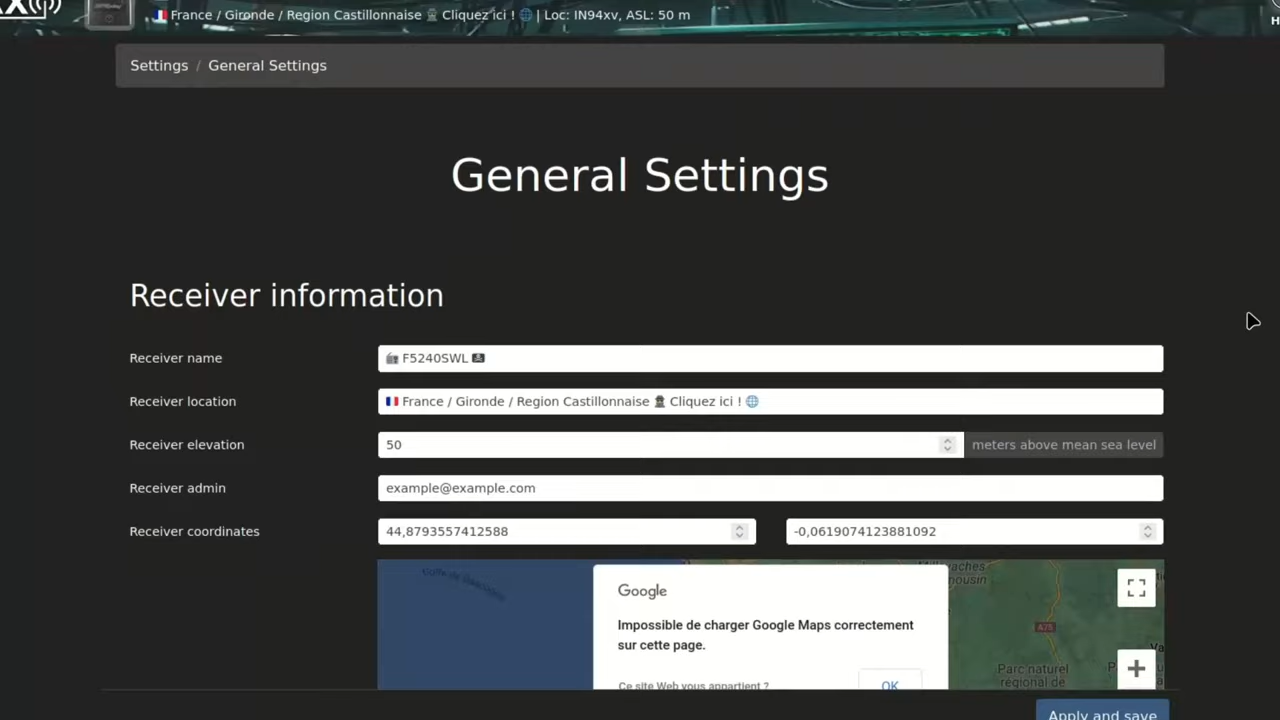 France / Gironde / Region Castillonnaise Cliquez ici ! | Loc: IN94xv, ASL: 50 m
Settings / General Settings
General Settings
Receiver information
Receiver name
F5240SWL
Receiver location
France / Gironde / Region Castillonnaise Cliquez ici !
Receiver elevation
50
meters above mean sea level
Receiver admin
example@example.com
Receiver coordinates
44,8793557412588
-0,0619074123881092
Google
Impossible de charger Google Maps correctement
sur cette page.
Ce site Web vous appartient ?
OK
A75
Parc naturel
régional de
Apply and save